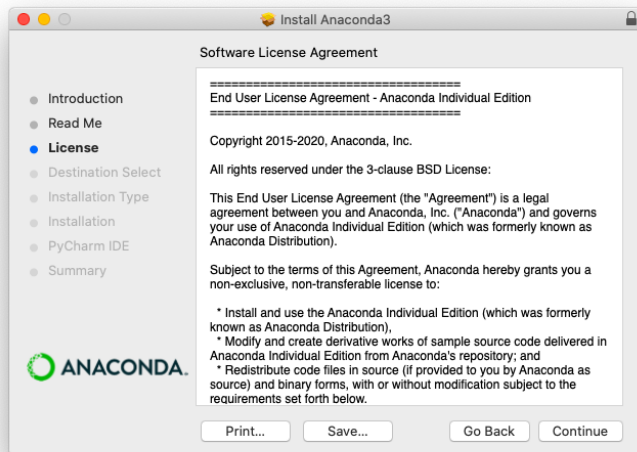 Install Anaconda3
Software License Agreement
Introduction
Read Me
License
Destination Select
Installation Type
Installation
PyCharm IDE
Summary
ANACONDA.
===================================
End User License Agreement - Anaconda Individual Edition
===================================
Copyright 2015-2020, Anaconda, Inc.
All rights reserved under the 3-clause BSD License:
This End User License Agreement (the "Agreement") is a legal
agreement between you and Anaconda, Inc. ("Anaconda") and governs
your use of Anaconda Individual Edition (which was formerly known as
Anaconda Distribution).
Subject to the terms of this Agreement, Anaconda hereby grants you a
non-exclusive, non-transferable license to:
* Install and use the Anaconda Individual Edition (which was formerly
known as Anaconda Distribution),
* Modify and create derivative works of sample source code delivered in
Anaconda Individual Edition from Anaconda's repository; and
* Redistribute code files in source (if provided to you by Anaconda as
source) and binary forms, with or without modification subject to the
requirements set forth below.
Print...
Save...
Go Back
Continue